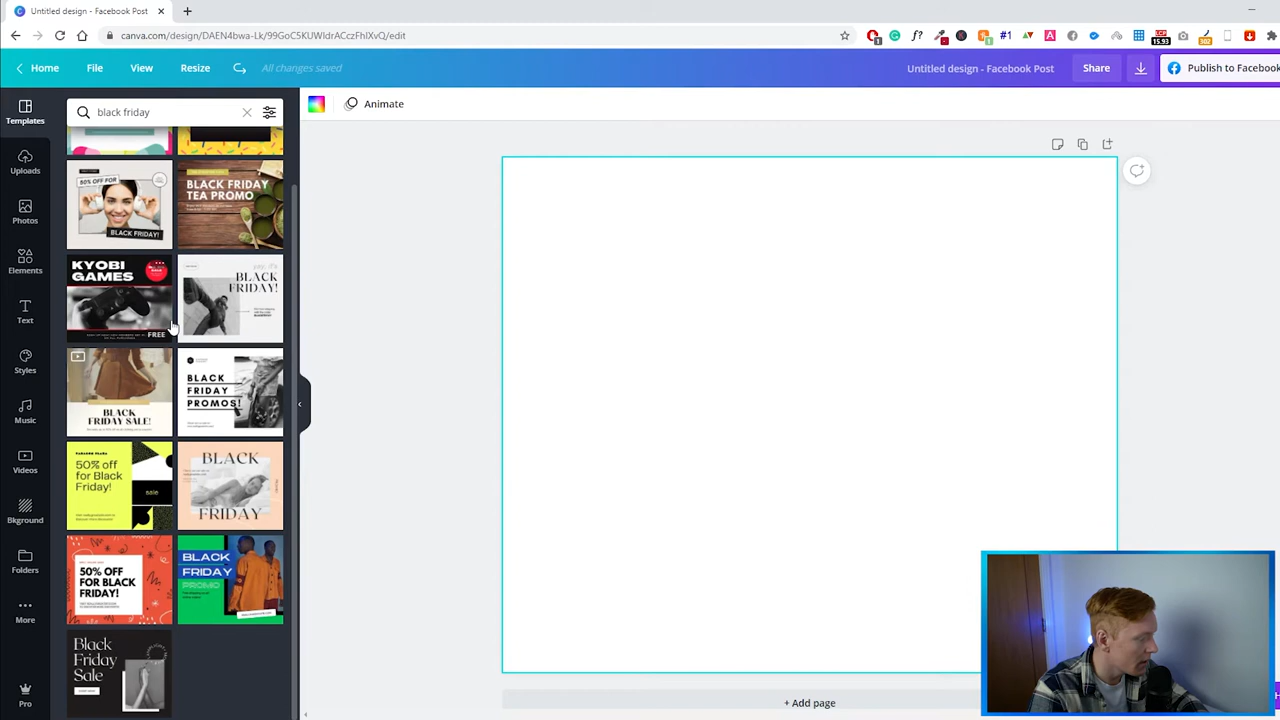 Untitled design - Facebook Post
canva.com/design/DAEN4bwa-Lk/99GoC5KUWIdrACczFhIXvQ/edit
Home
File
View
Resize
All changes saved
Untitled design - Facebook Post
Share
Publish to Facebook
Templates
Uploads
Photos
Elements
Text
Styles
Music
Videos
Bkground
Folders
More
Pro
black friday
Animate
50% OFF FOR
BLACK FRIDAY!
BLACK FRIDAY
TEA PROMO
KYOBI
GAMES
FREE
BLACK
FRIDAY!
BLACK
FRIDAY SALE!
BLACK
FRIDAY
PROMOS!
50% off
for Black
Friday!
sale
BLACK
FRIDAY
50% OFF
FOR BLACK
FRIDAY!
BLACK
FRIDAY
PROMO
Black
Friday
Sale
+ Add page